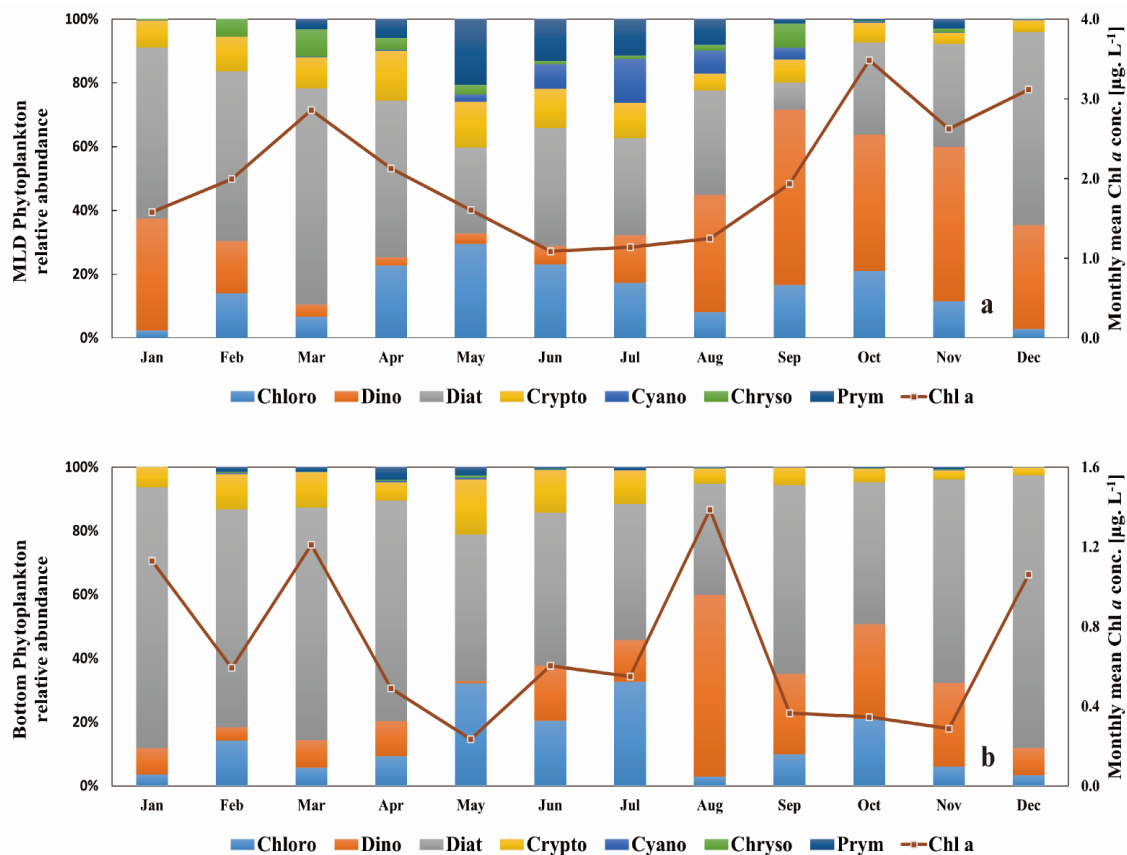 100%
80%
60%
40%
20%
0%
MLD Phytoplankton
relative abundance
4.0
3.0
2.0
1.0
0.0
Monthly mean Chl a conc. [µg. L-1]
a
Jan Feb Mar Apr May Jun Jul Aug Sep Oct Nov Dec
Chloro Dino Diat Crypto Cyano Chryso Prym Chl a
100%
80%
60%
40%
20%
0%
Bottom Phytoplankton
relative abundance
1.6
1.2
0.8
0.4
0.0
Monthly mean Chl a conc. [µg. L-1]
b
Jan Feb Mar Apr May Jun Jul Aug Sep Oct Nov Dec
Chloro Dino Diat Crypto Cyano Chryso Prym Chl a